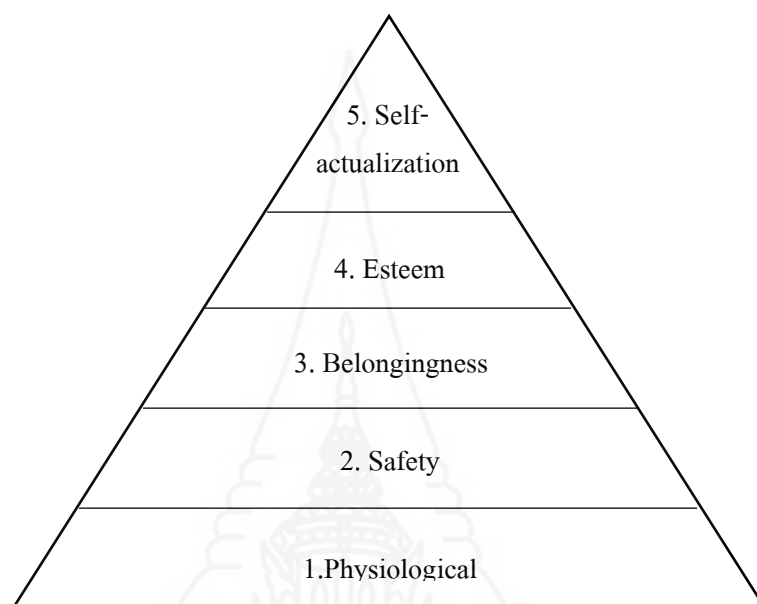 5. Self-
actualization
4. Esteem
3. Belongingness
2. Safety
1.Physiological